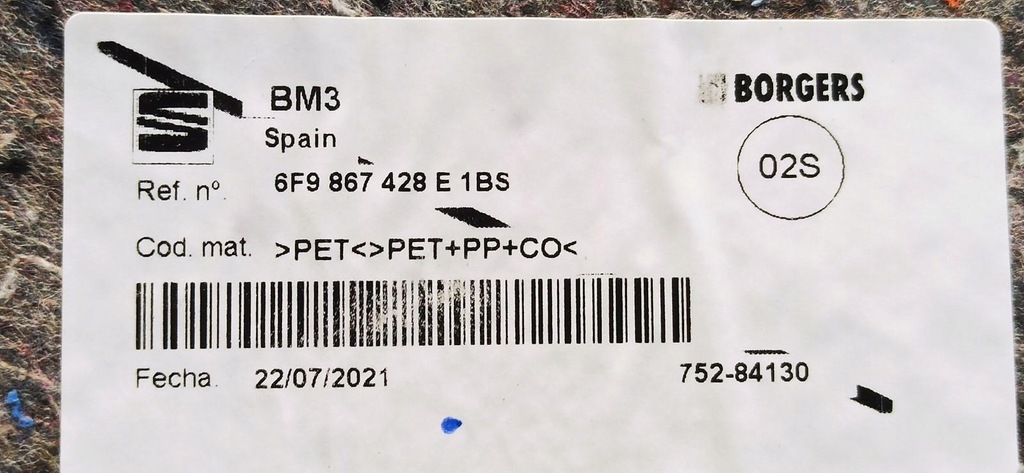 BM3
BORGERS
Spain
02S
Ref. nº. 6F9 867 428 E 1BS
Cod. mat. >PET<>PET+PP+CO<
Fecha. 22/07/2021 752-84130